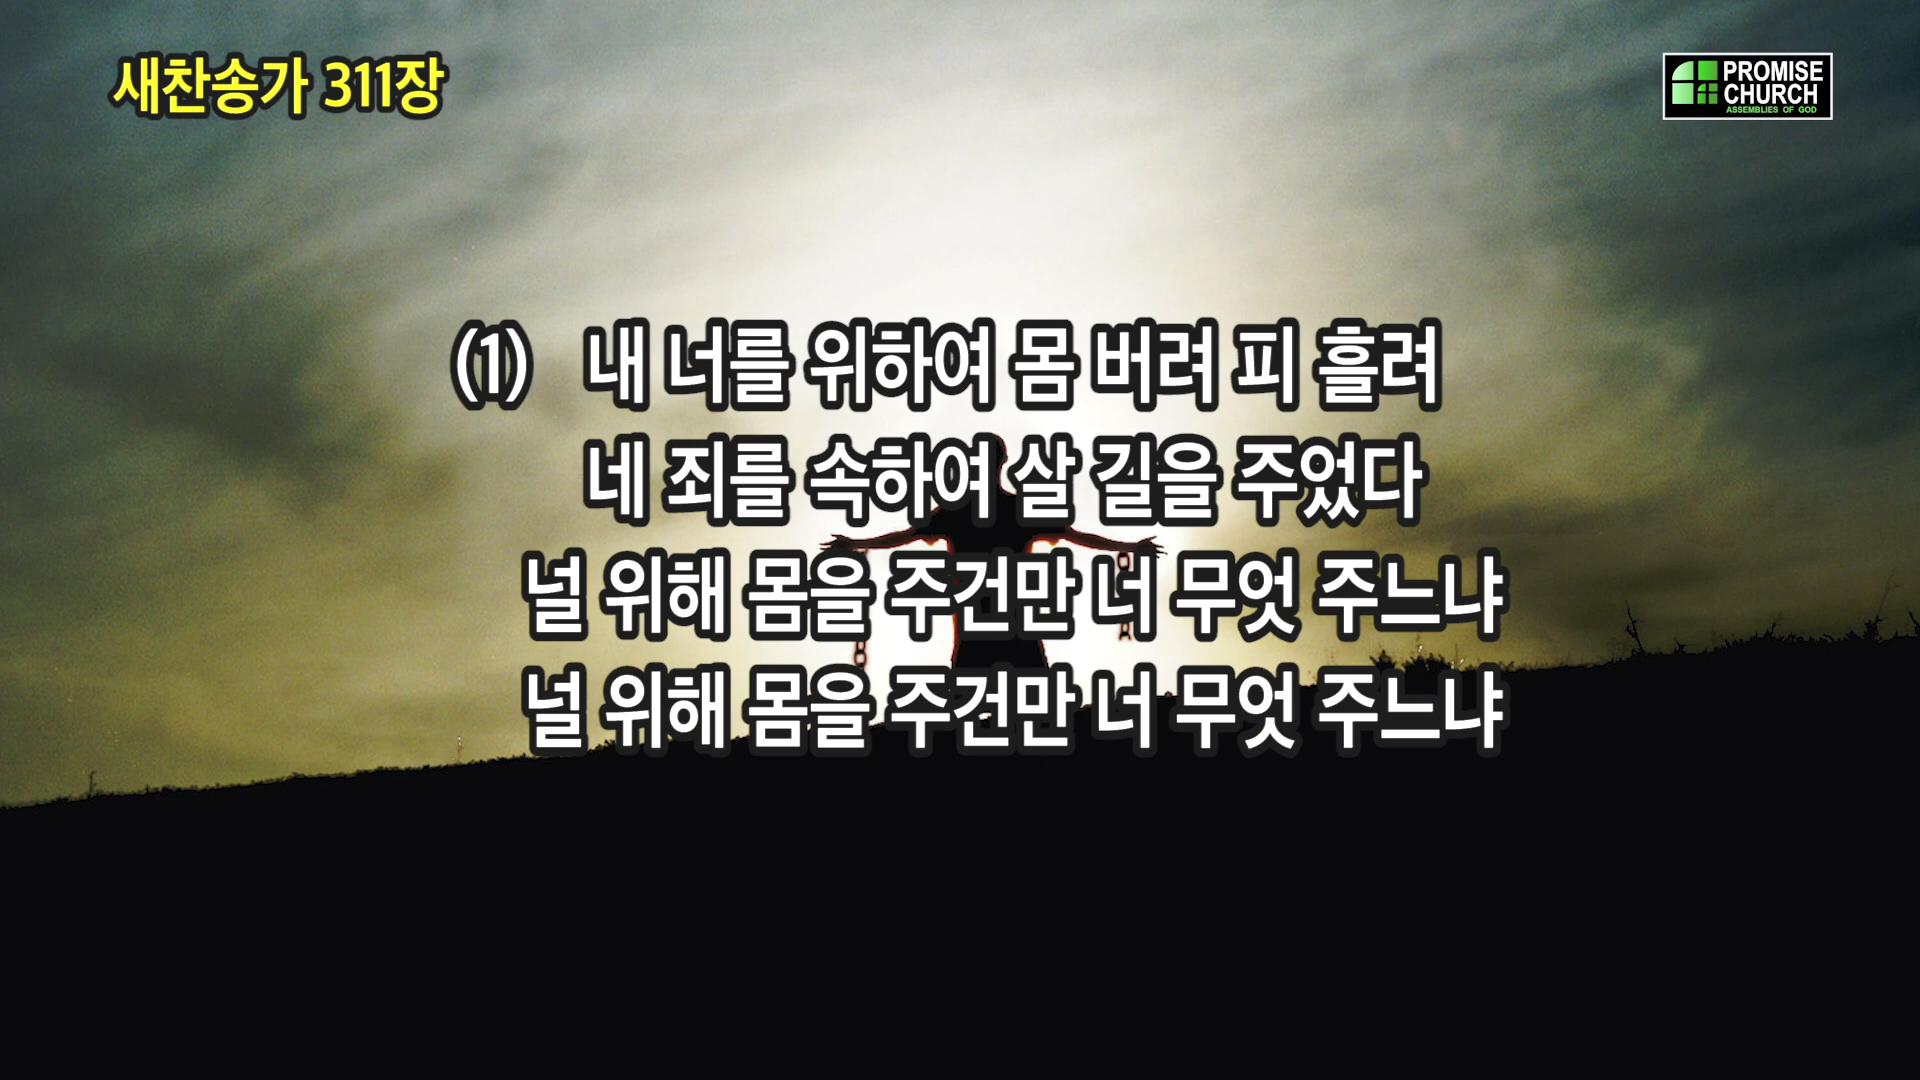 새찬송가 311장
PROMISE
CHURCH
ASSEMBLIES OF GOD
(1) 내 너를 위하여 몸 버려 피 흘려
네 죄를 속하여 살 길을 주었다
널 위해 몸을 주건만 너 무엇 주느냐
널 위해 몸을 주건만 너 무엇 주느냐